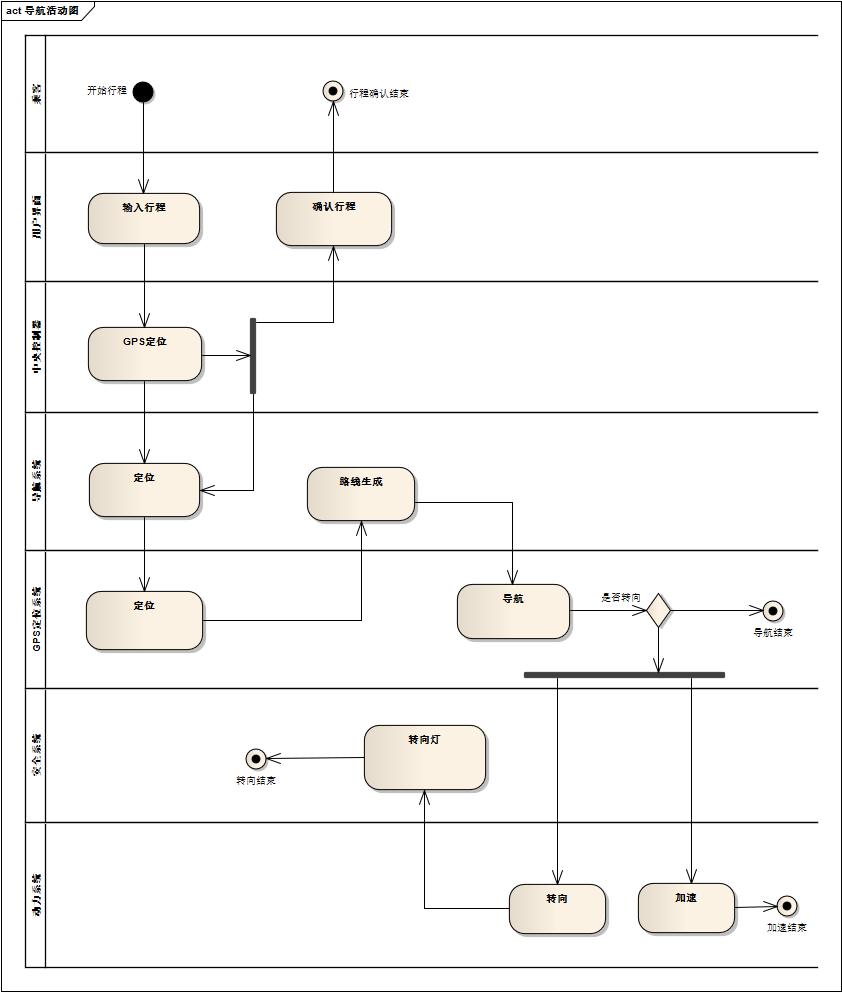 act 导航活动图
乘客
开始行程
行程确认结束
用户界面
输入行程
确认行程
中央控制器
GPS定位
导航系统
定位
路线生成
GPS定位系统
定位
导航
是否转向
导航结束
安全系统
转向灯
转向结束
动力系统
转向
加速
加速结束